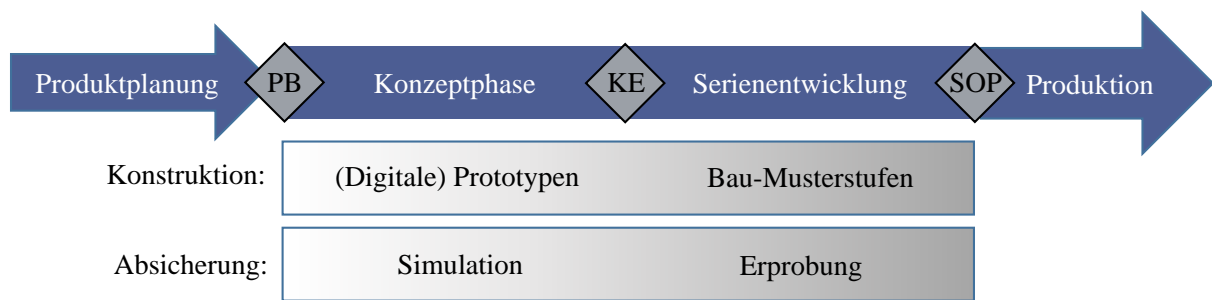 Produktplanung PB Konzeptphase KE Serienentwicklung SOP Produktion
Konstruktion: (Digitale) Prototypen Bau-Musterstufen
Absicherung: Simulation Erprobung